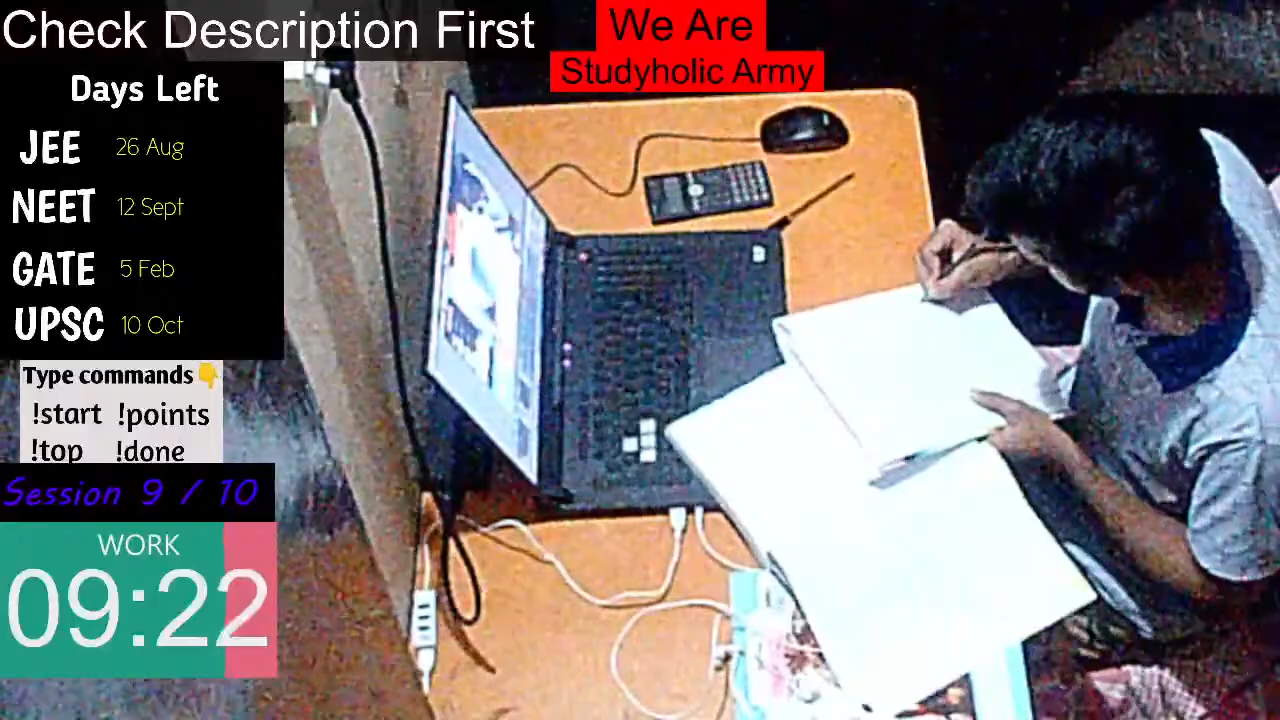 Check Description First
We Are
Studyholic Army
Days Left
JEE 26 Aug
NEET 12 Sept
GATE 5 Feb
UPSC 10 Oct
Type commands👇
!start !points
!top !done
Session 9 / 10
WORK
09:22